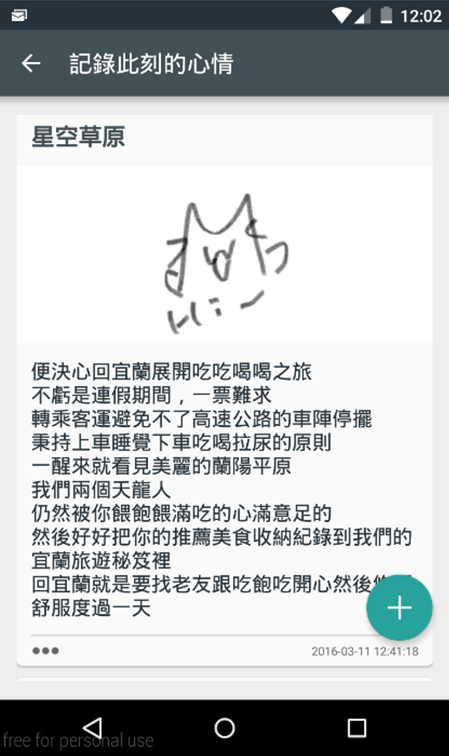 12:02
記錄此刻的心情
星空草原
Hi~
便決心回宜蘭展開吃吃喝喝之旅
不虧是連假期間，一票難求
轉乘客運避免不了高速公路的車陣停擺
秉持上車睡覺下車吃喝拉尿的原則
一醒來就看見美麗的蘭陽平原
我們兩個天龍人
仍然被你餵飽餵滿吃的心滿意足的
然後好好把你的推薦美食收納紀錄到我們的
宜蘭旅遊秘笈裡
回宜蘭就是要找老友跟吃飽吃開心然後
舒服度過一天
2016-03-11 12:41:18
free for personal use